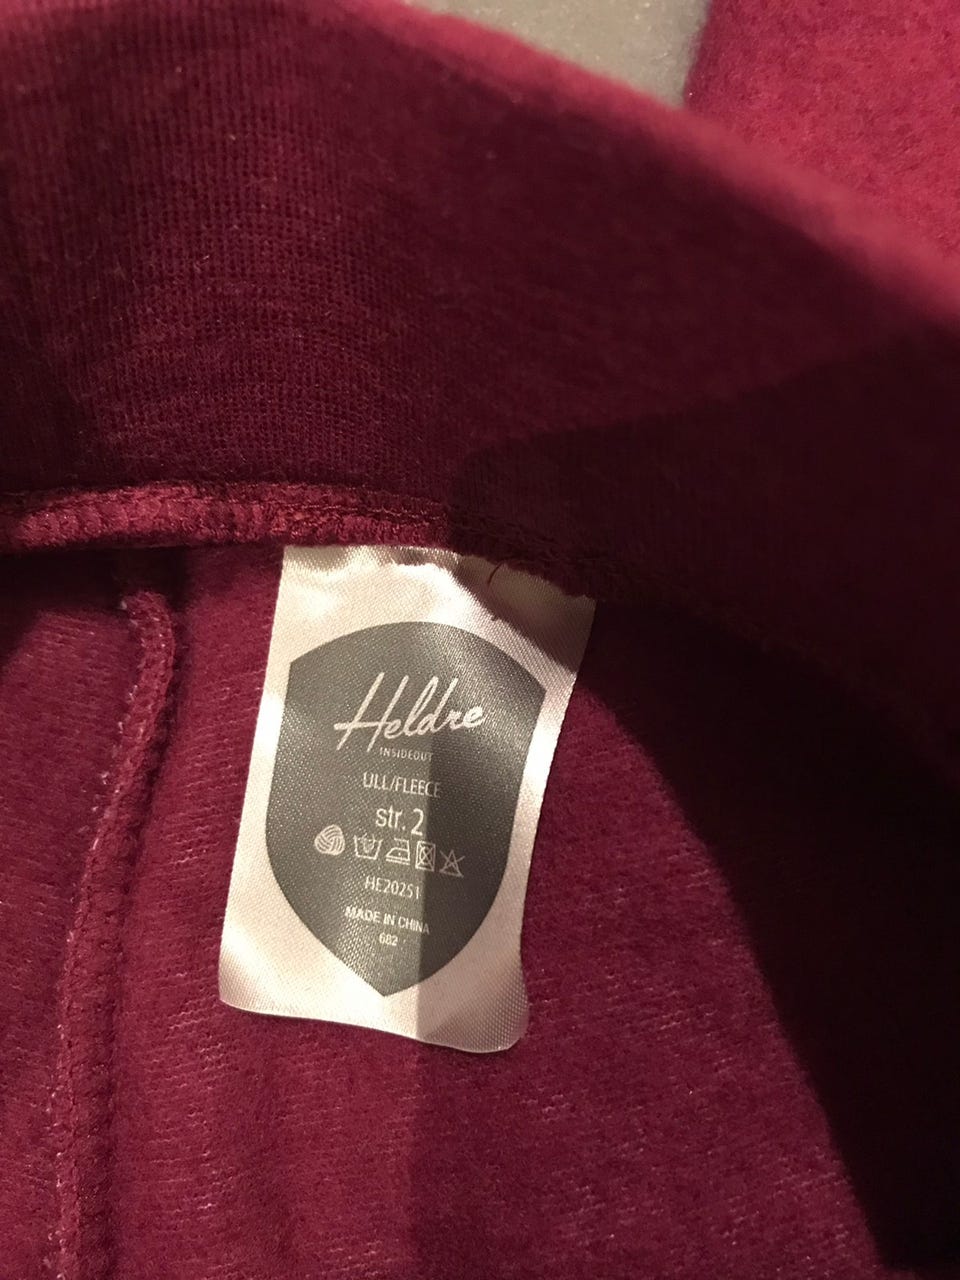 Heldre
INSIDEOUT
ULL/FLEECE
str. 2
HE20251
MADE IN CHINA
682